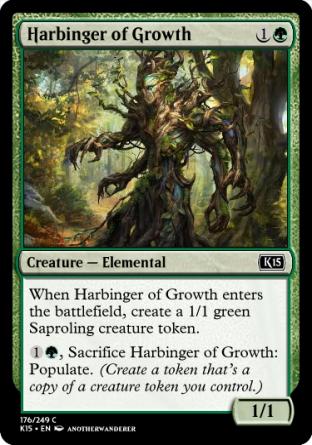 Harbinger of Growth 1
K15
Creature — Elemental
When Harbinger of Growth enters
the battlefield, create a 1/1 green
Saproling creature token.
1, Sacrifice Harbinger of Growth:
Populate. (Create a token that's a
copy of a creature token you control.)
176/249 C
K15 • EN ANOTHERWANDERER
1/1